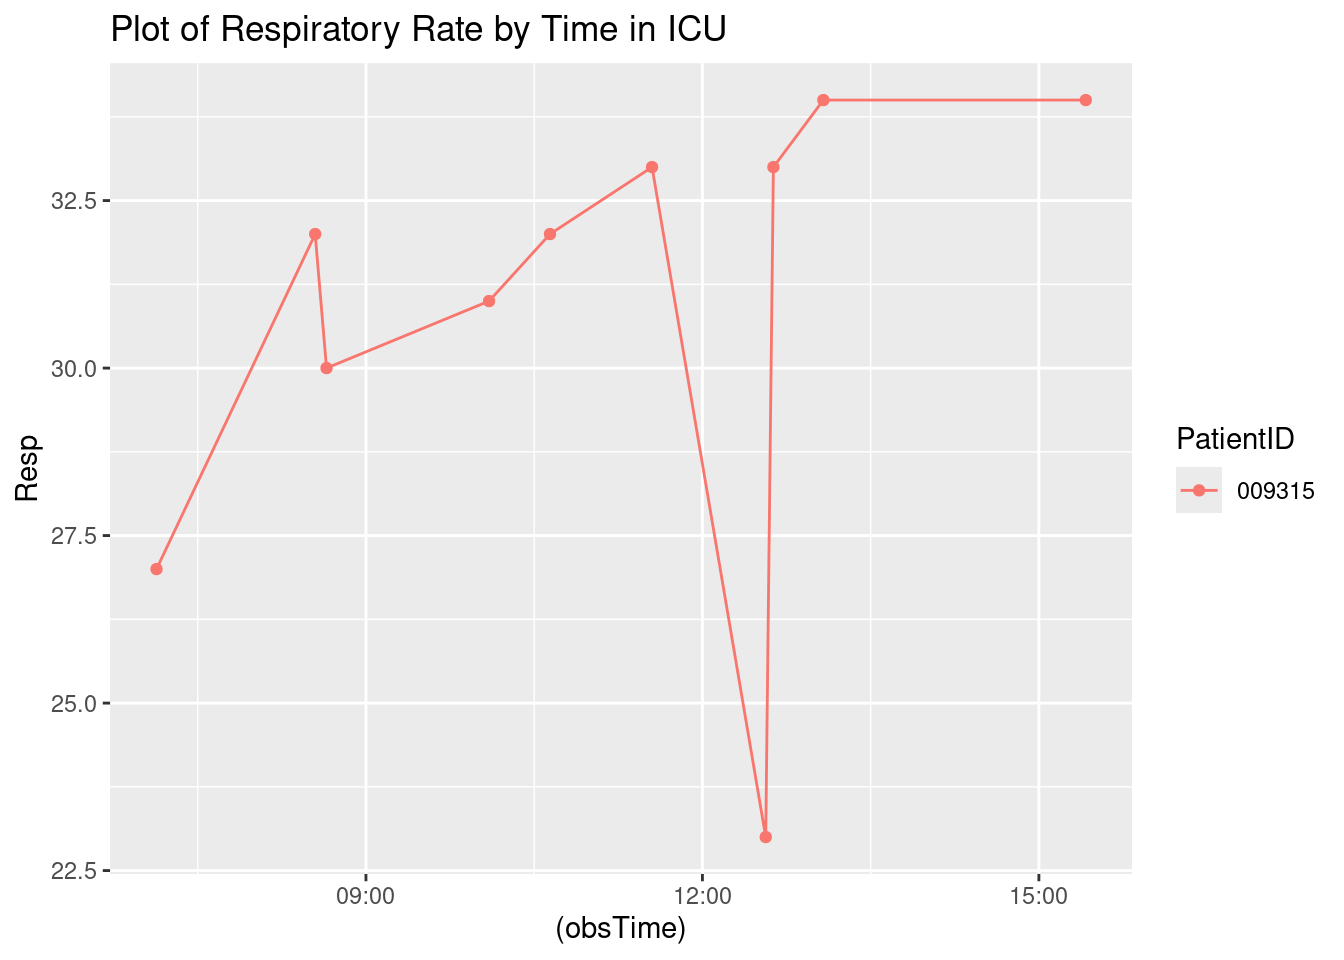 Plot of Respiratory Rate by Time in ICU
Resp
32.5
30.0
27.5
25.0
22.5
09:00
12:00
15:00
(obsTime)
PatientID
009315